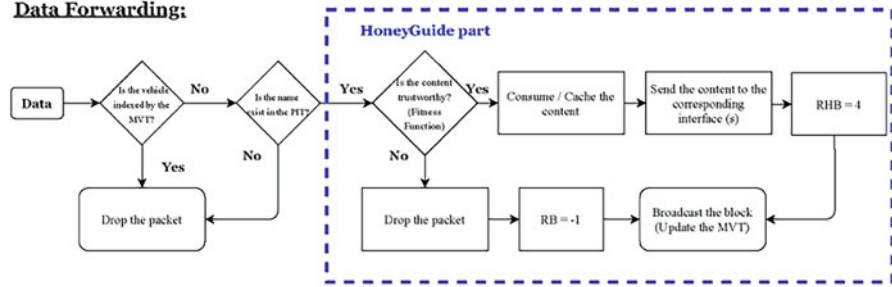 Data Forwarding:
HoneyGuide part
Data
Is the vehicle
indexed by the
MVT?
No
Is the name
exist in the PIT?
Yes
Is the content
trustworthy?
(Fitness
Function)
Yes
Consume / Cache the
content
Send the content to the
corresponding
interface (s)
RHB = 4
Yes
No
No
Drop the packet
Drop the packet
RB = -1
Broadcast the block
(Update the MVT)